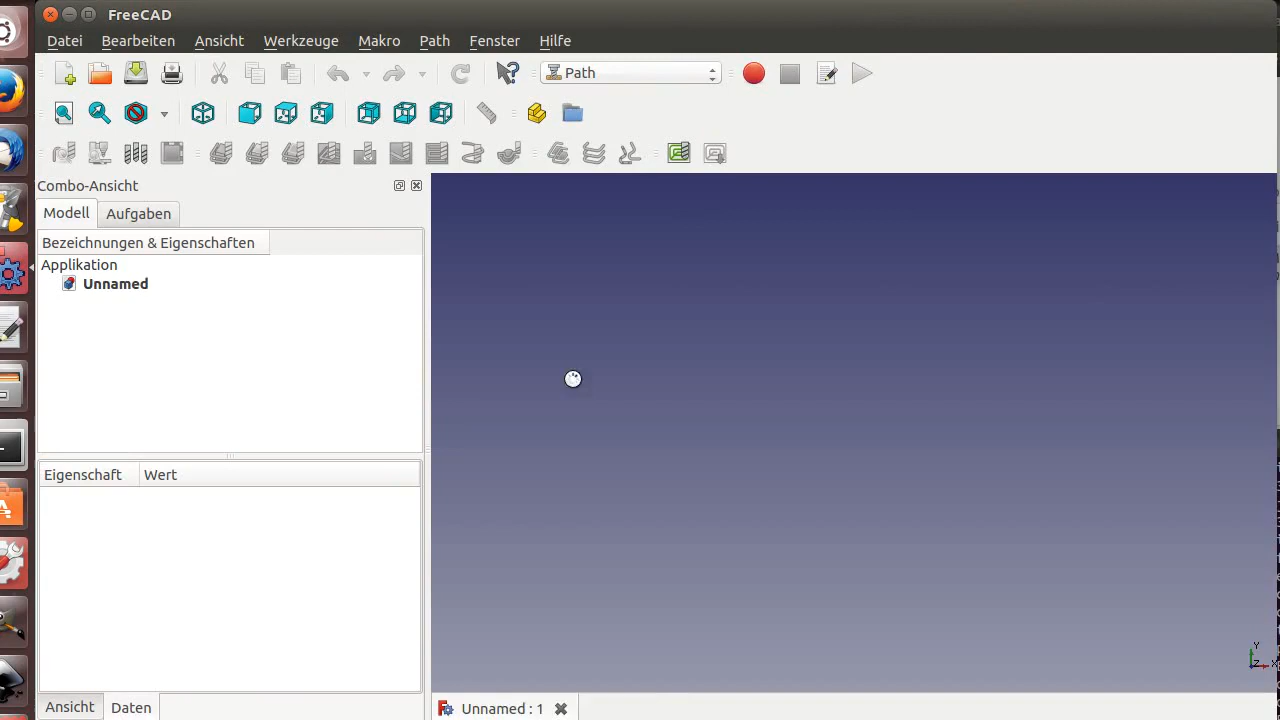 FreeCAD
Datei Bearbeiten Ansicht Werkzeuge Makro Path Fenster Hilfe
Path
Combo-Ansicht
Modell Aufgaben
Bezeichnungen & Eigenschaften
Applikation
Unnamed
Eigenschaft Wert
Y
Z X
Ansicht Daten
Unnamed : 1